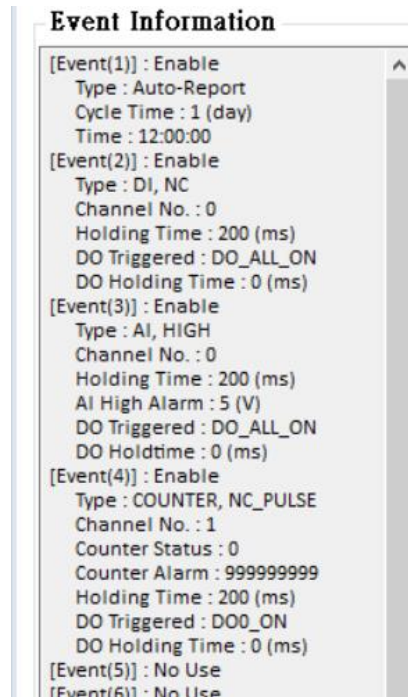 Event Information
[Event(1)] : Enable
Type : Auto-Report
Cycle Time : 1 (day)
Time : 12:00:00
[Event(2)] : Enable
Type : DI, NC
Channel No. : 0
Holding Time : 200 (ms)
DO Triggered : DO_ALL_ON
DO Holding Time : 0 (ms)
[Event(3)] : Enable
Type : AI, HIGH
Channel No. : 0
Holding Time : 200 (ms)
AI High Alarm : 5 (V)
DO Triggered : DO_ALL_ON
DO Holdtime : 0 (ms)
[Event(4)] : Enable
Type : COUNTER, NC_PULSE
Channel No. : 1
Counter Status : 0
Counter Alarm : 999999999
Holding Time : 200 (ms)
DO Triggered : DO0_ON
DO Holding Time : 0 (ms)
[Event(5)] : No Use
[Event(6)] : No Use